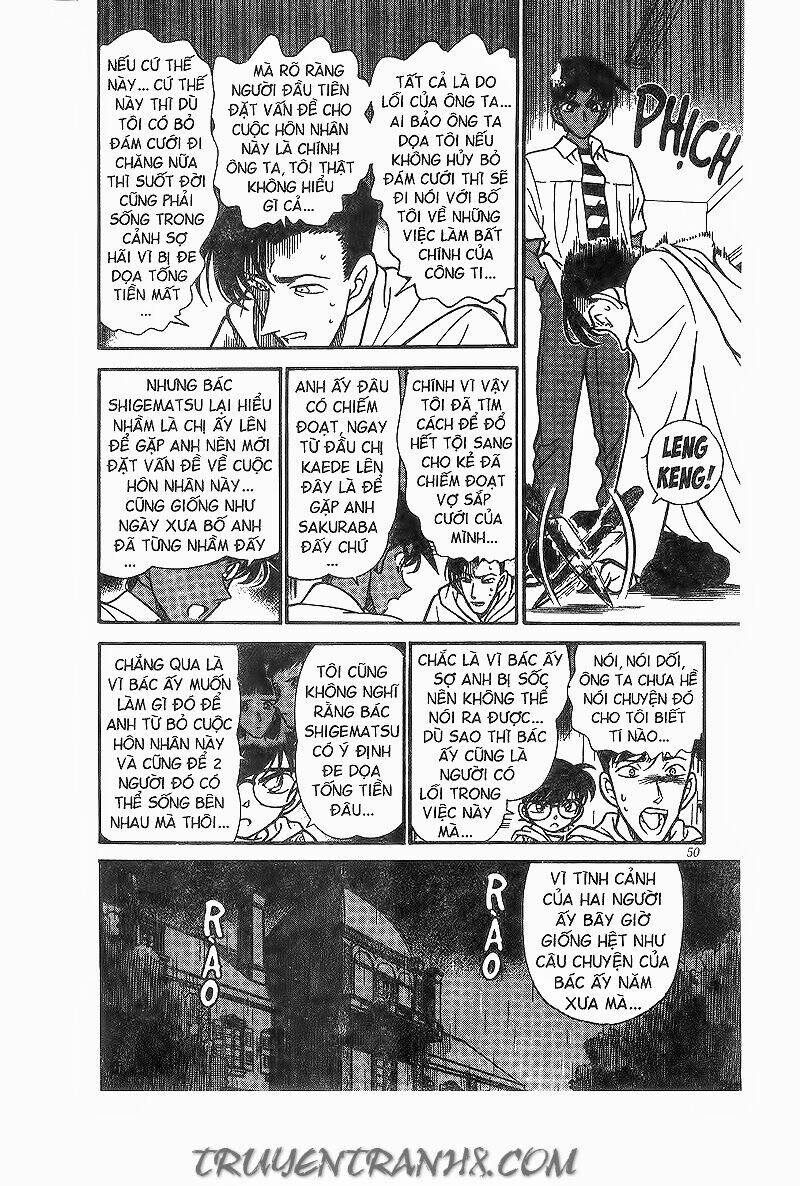 PHỊCH
TẤT CẢ LÀ DO
LỖI CỦA ÔNG TA...
AI BẢO ÔNG TA
DỌA TÔI NẾU
KHÔNG HỦY BỎ
ĐÁM CƯỚI THÌ SẼ
ĐI NÓI VỚI BỐ
TÔI VỀ NHỮNG
VIỆC LÀM BẤT
CHÍNH CỦA
CÔNG TI...
MÀ RÕ RÀNG
NGƯỜI ĐẦU TIÊN
ĐẶT VẤN ĐỀ CHO
CUỘC HÔN NHÂN
NÀY LÀ CHÍNH
ÔNG TA, TÔI THẬT
KHÔNG HIỂU
GÌ CẢ...
NẾU CỨ THẾ
NÀY... CỨ THẾ
NÀY THÌ DÙ
TÔI CÓ BỎ
ĐÁM CƯỚI ĐI
CHĂNG NỮA
THÌ SUỐT ĐỜI
CŨNG PHẢI
SỐNG TRONG
CẢNH SỢ
HÃI VÌ BỊ ĐE
DỌA TỐNG
TIỀN MẤT
...
LENG
KENG!
CHÍNH VÌ VẬY
TÔI ĐÃ TÌM
CÁCH ĐỂ ĐỔ
HẾT TỘI SANG
CHO KẺ ĐÃ
CHIẾM ĐOẠT
VỢ SẮP
CƯỚI CỦA
MÌNH...
ANH ẤY ĐÂU
CÓ CHIẾM
ĐOẠT, NGAY
TỪ ĐẦU CHỊ
KAEDE LÊN
ĐÂY LÀ ĐỂ
GẶP ANH
SAKURABA
ĐẤY CHỨ
...
NHƯNG BÁC
SHIGEMATSU LẠI HIỂU
NHẦM LÀ CHỊ ẤY LÊN
ĐỂ GẶP ANH NÊN MỚI
ĐẶT VẤN ĐỀ VỀ CUỘC
HÔN NHÂN NÀY...
CŨNG GIỐNG NHƯ
NGÀY XƯA BỐ ANH
ĐÃ TỪNG NHẦM ĐẤY
...
NÓI, NÓI DỐI,
ÔNG TA CHƯA HỀ
NÓI CHUYỆN ĐÓ
CHO TÔI BIẾT
TÍ NÀO...
CHẮC LÀ VÌ BÁC ẤY
SỢ ANH BỊ SỐC
NÊN KHÔNG THỂ
NÓI RA ĐƯỢC...
DÙ SAO THÌ BÁC
ẤY CŨNG LÀ
NGƯỜI CÓ
LỖI TRONG
VIỆC NÀY
MÀ...
TÔI CŨNG
KHÔNG NGHĨ
RẰNG BÁC
SHIGEMATSU
CÓ Ý ĐỊNH
ĐE DỌA
TỐNG TIỀN
ĐÂU...
CHẲNG QUA LÀ
VÌ BÁC ẤY MUỐN
LÀM GÌ ĐÓ ĐỂ
ANH TỪ BỎ CUỘC
HÔN NHÂN NÀY
VÀ CŨNG ĐỂ 2
NGƯỜI ĐÓ CÓ
THỂ SỐNG BÊN
NHAU MÀ THÔI...
50
VÌ TÌNH CẢNH
CỦA HAI NGƯỜI
ẤY BÂY GIỜ
GIỐNG HỆT NHƯ
CÂU CHUYỆN CỦA
BÁC ẤY NĂM
XƯA MÀ...
RÀO
RÀO
TRUYENTRANH8.COM